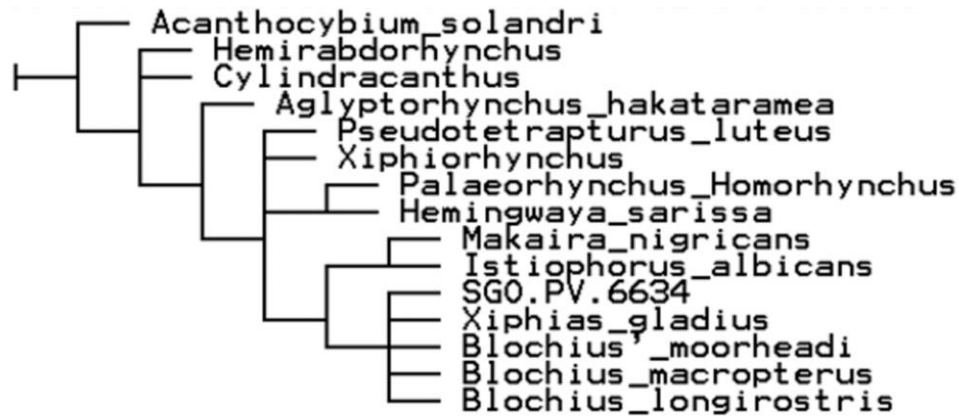 Acanthocybium_solandri
Hemirabdorhynchus
Cylindracanthus
Aglyptorhynchus_hakataramea
Pseudotetrapturus_luteus
Xiphiorhynchus
Palaeorhynchus_Homorhynchus
Hemingwaya_sarissa
Makaira_nigricans
Istiophorus_albicans
SGO.PV.6634
Xiphias_gladius
Blochius’_moorheadi
Blochius_macropterus
Blochius_longirostris